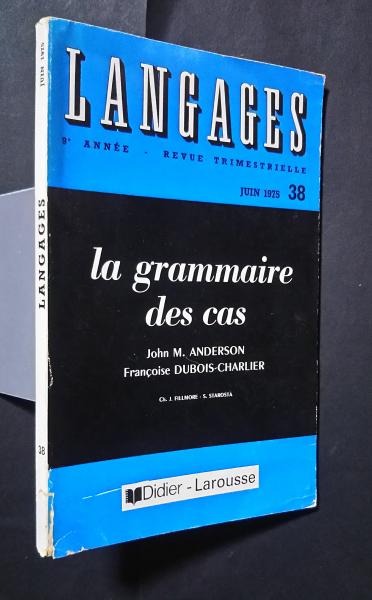 LANGAGES
9e ANNÉE - REVUE TRIMESTRIELLE
JUIN 1975 38
la grammaire
des cas
John M. ANDERSON
Françoise DUBOIS-CHARLIER
Ch. J. FILLMORE - S. STAROSTA
Didier - Larousse
JUIN 1975
LANGAGES
38